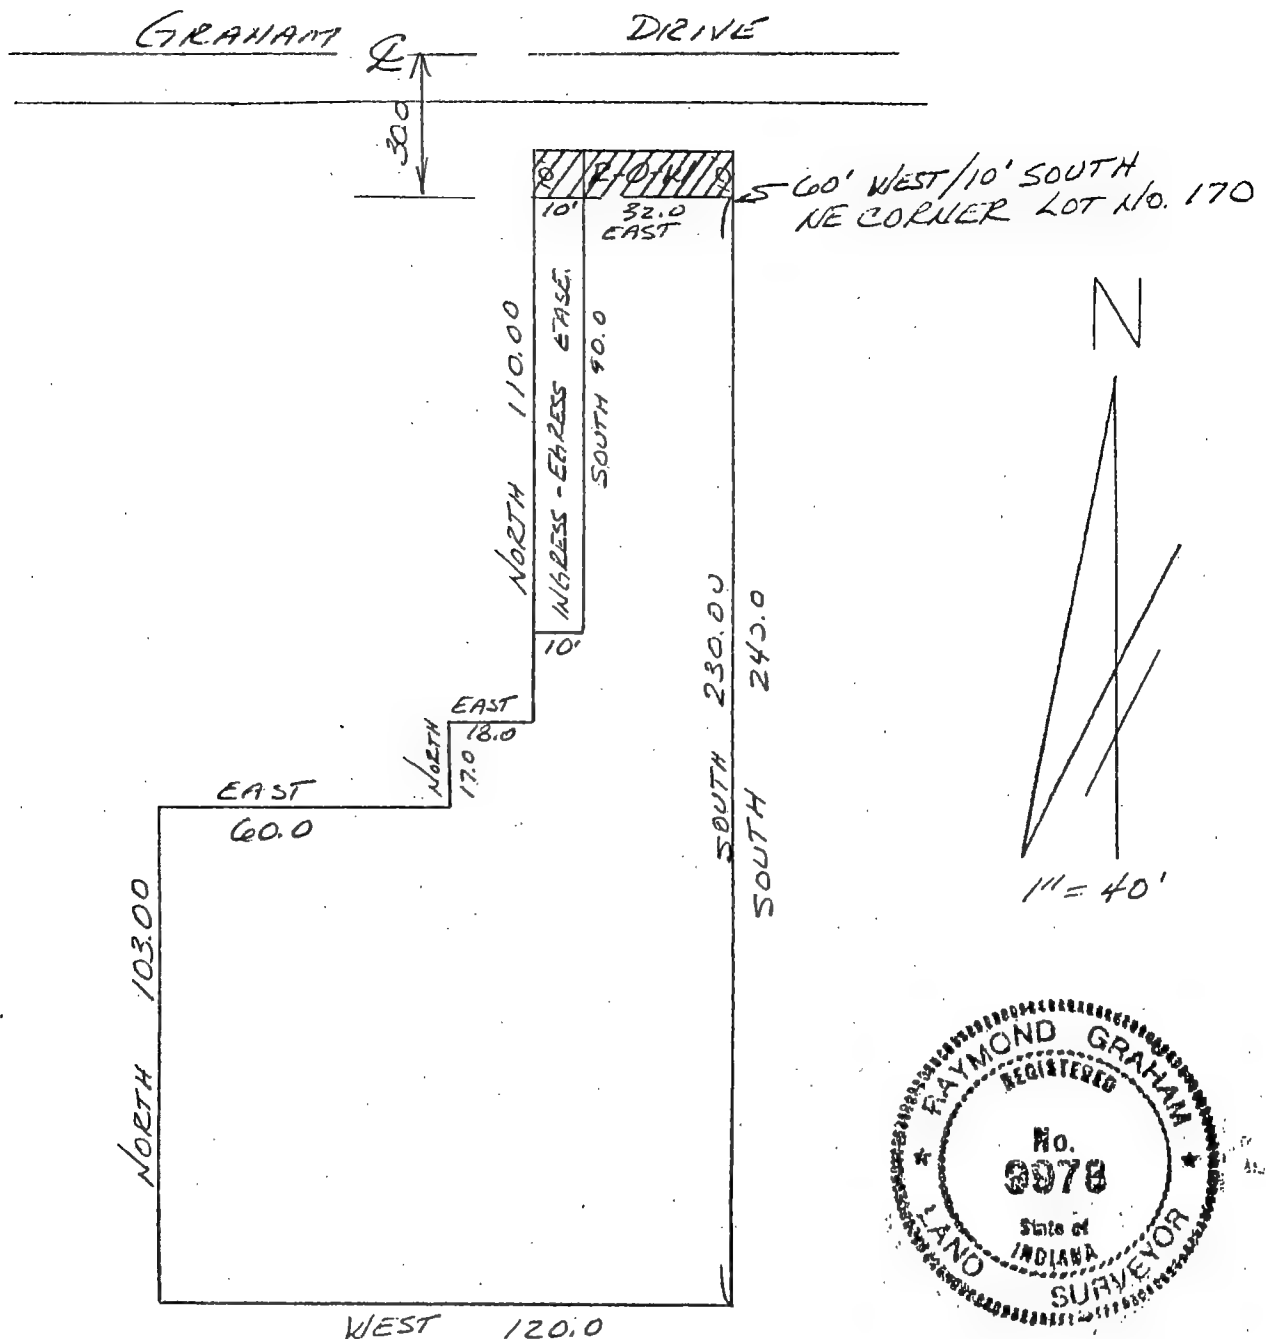 GRAHAM DRIVE
℄
30.0
10 R-O-W 10
10' 32.0
EAST
60' WEST/10' SOUTH
NE CORNER LOT NO. 170
N
NORTH 110.00
INGRESS-EGRESS EASE.
SOUTH 90.0
10'
EAST
18.0
NORTH
17.0
EAST
60.0
SOUTH 230.00
SOUTH 240.0
NORTH 103.00
WEST 120.0
1" = 40'
RAYMOND GRAHAM
REGISTERED
No.
9978
State of
INDIANA
LAND SURVEYOR